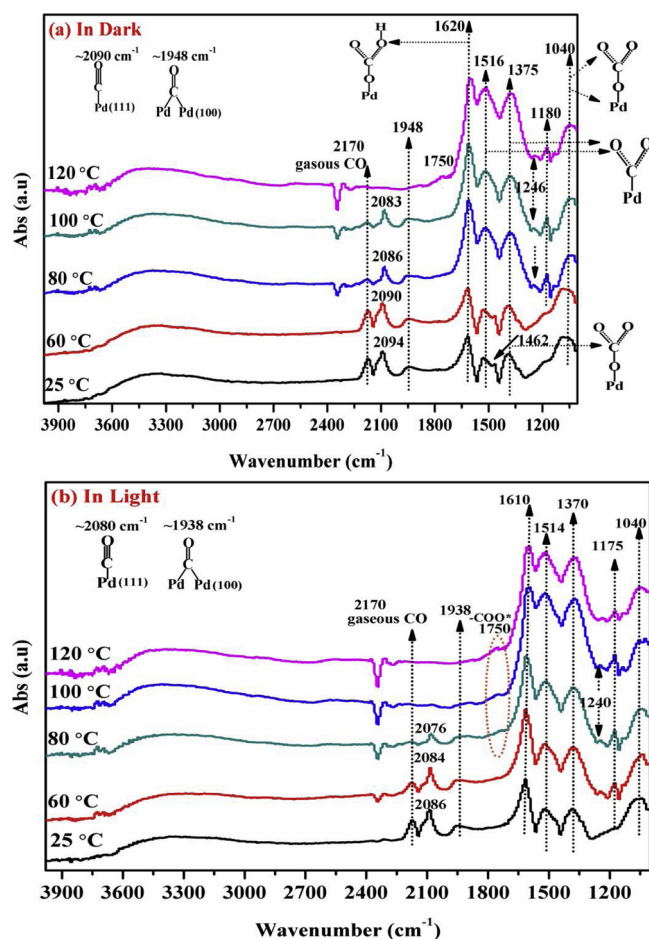 (a) In Dark
~2090 cm⁻¹ ~1948 cm⁻¹
O
C
Pd(111)
O
C
Pd Pd(100)
O O H
C
O
Pd
1620
1516
1375
1180
1040
O O
C
O
Pd
O O
C
Pd
2170
gasous CO
1948
1750
1246
120 °C
100 °C
2083
80 °C
2086
60 °C
2090
25 °C
2094
1462
O O
C
O
Pd
Abs (a.u)
3900 3600 3300 3000 2700 2400 2100 1800 1500 1200
Wavenumber (cm⁻¹)
(b) In Light
~2080 cm⁻¹ ~1938 cm⁻¹
O
C
Pd(111)
O
C
Pd Pd(100)
1610
1514
1370
1175
1040
2170
gaseous CO
1938
-COO*
1750
1240
120 °C
100 °C
80 °C
2076
60 °C
2084
25 °C
2086
Abs (a.u)
3900 3600 3300 3000 2700 2400 2100 1800 1500 1200
Wavenumber (cm⁻¹)